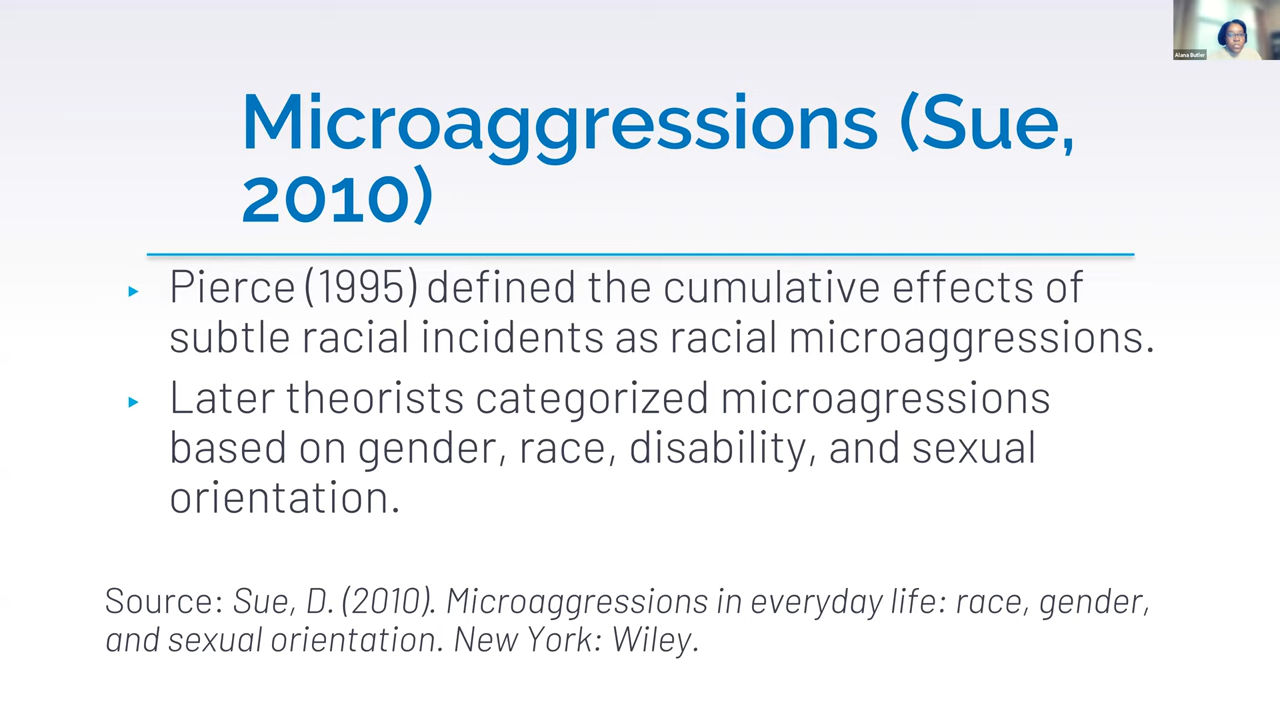 Alana Butler
Microaggressions (Sue,
2010)
▸ Pierce (1995) defined the cumulative effects of
subtle racial incidents as racial microaggressions.
▸ Later theorists categorized microagressions
based on gender, race, disability, and sexual
orientation.
Source: Sue, D. (2010). Microaggressions in everyday life: race, gender,
and sexual orientation. New York: Wiley.